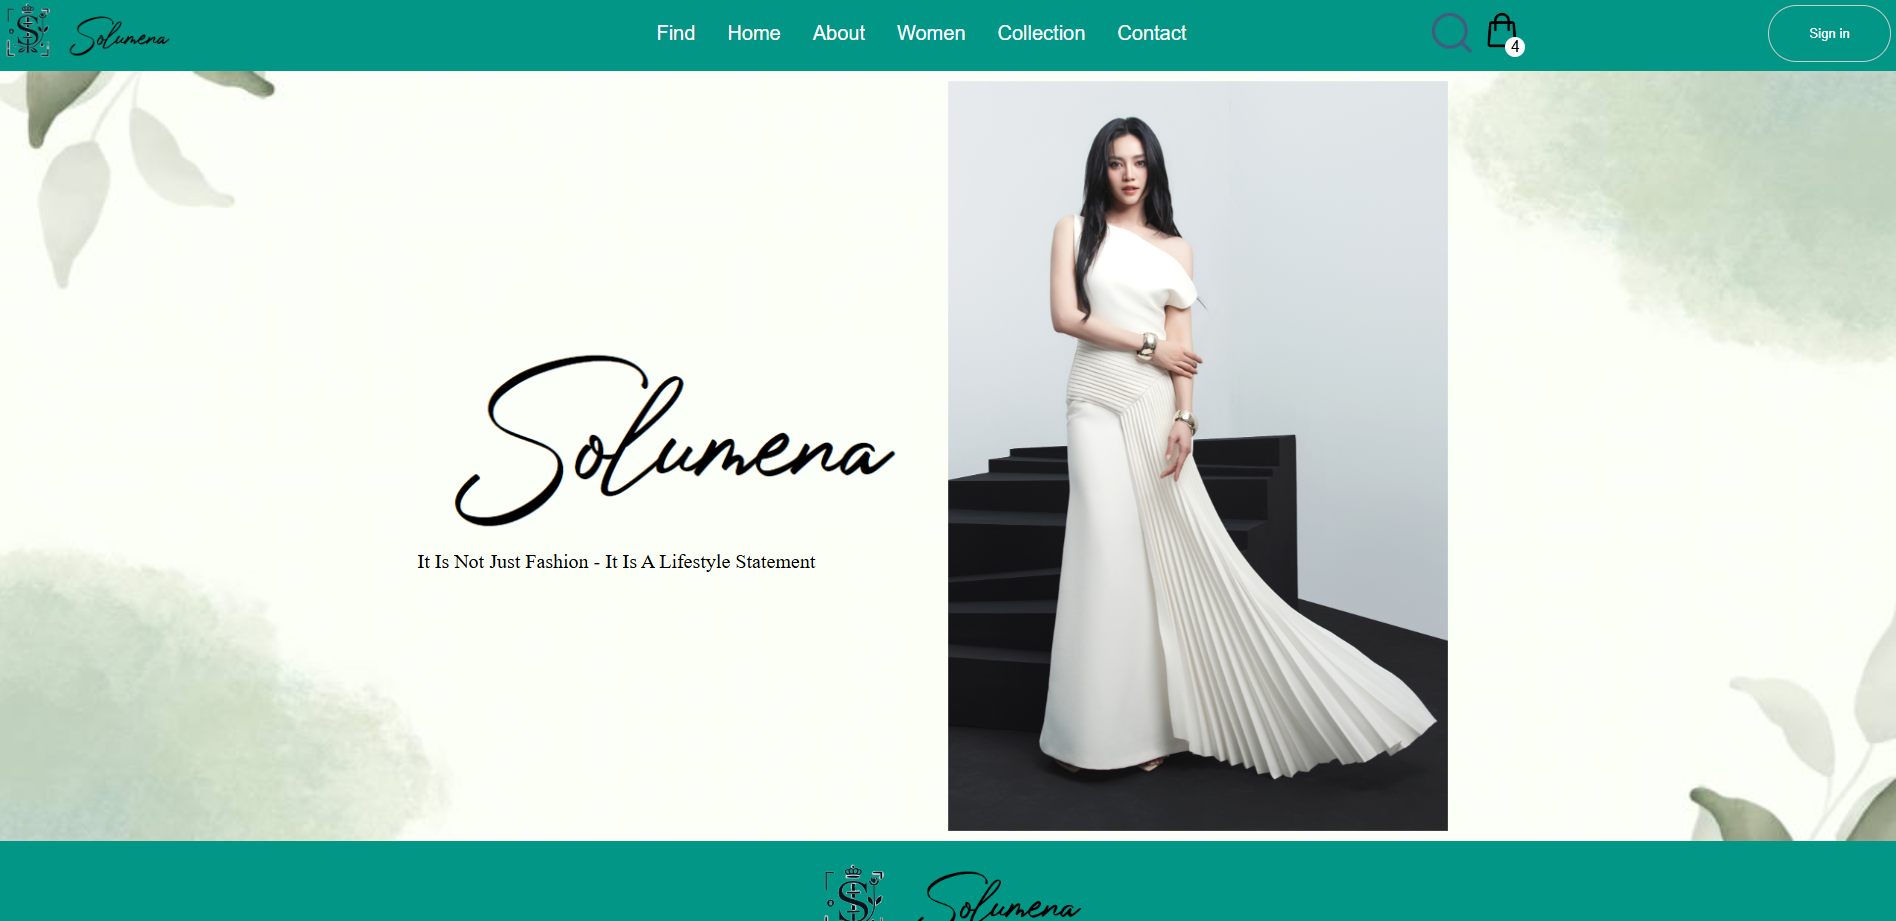 S
Solumena
Find
Home
About
Women
Collection
Contact
4
Sign in
Solumena
It Is Not Just Fashion - It Is A Lifestyle Statement
S
Solumena